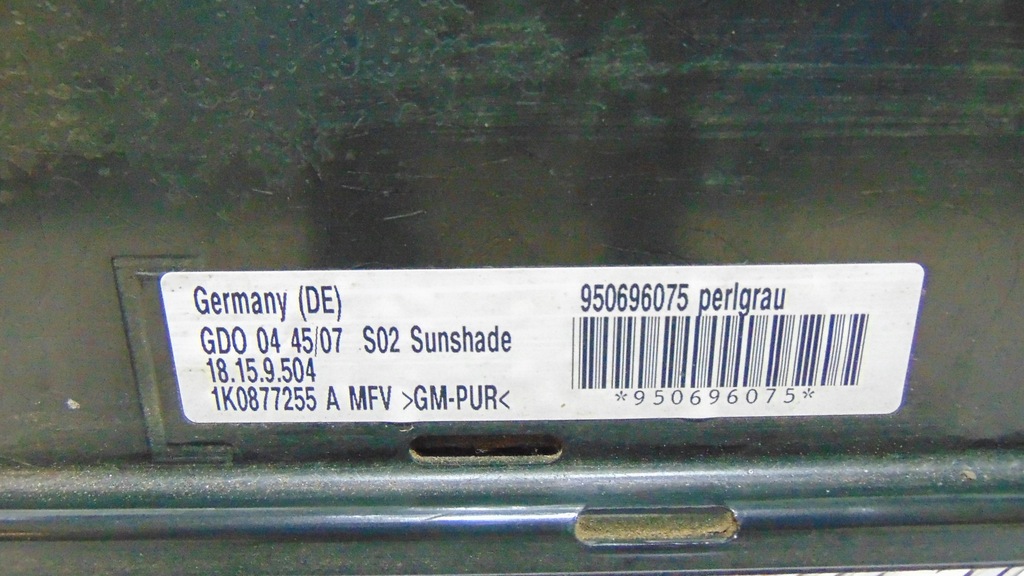 Germany (DE)
950696075 perlgrau
GDO 04 45/07 S02 Sunshade
18.15.9.504
1K0877255 A MFV >GM-PUR<
*950696075*